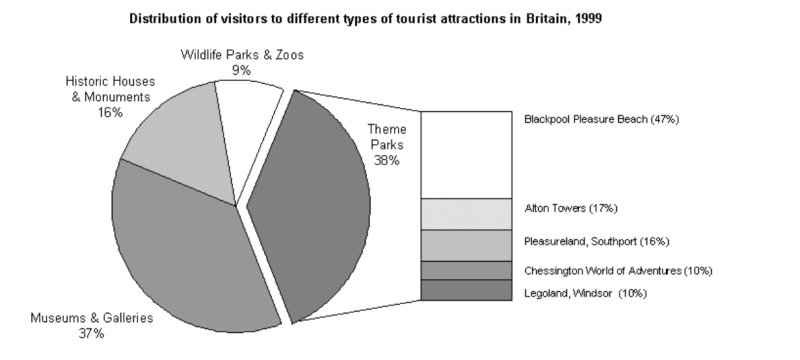 Distribution of visitors to different types of tourist attractions in Britain, 1999
Wildlife Parks & Zoos
9%
Historic Houses
& Monuments
16%
Theme
Parks
38%
Museums & Galleries
37%
Blackpool Pleasure Beach (47%)
Alton Towers (17%)
Pleasureland, Southport (16%)
Chessington World of Adventures (10%)
Legoland, Windsor (10%)